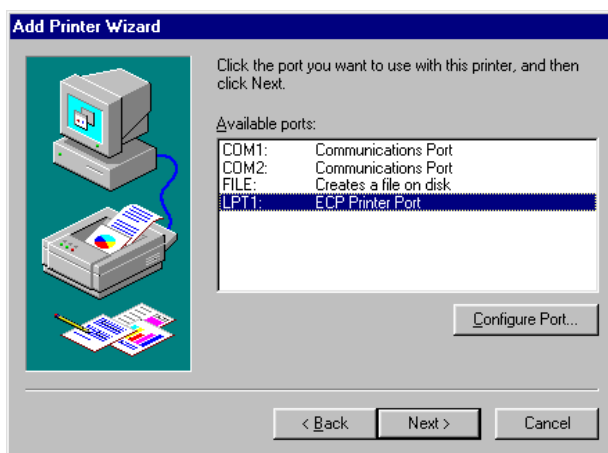 Add Printer Wizard
Click the port you want to use with this printer, and then
click Next.
Available ports:
COM1: Communications Port
COM2: Communications Port
FILE: Creates a file on disk
LPT1: ECP Printer Port
Configure Port...
< Back Next > Cancel